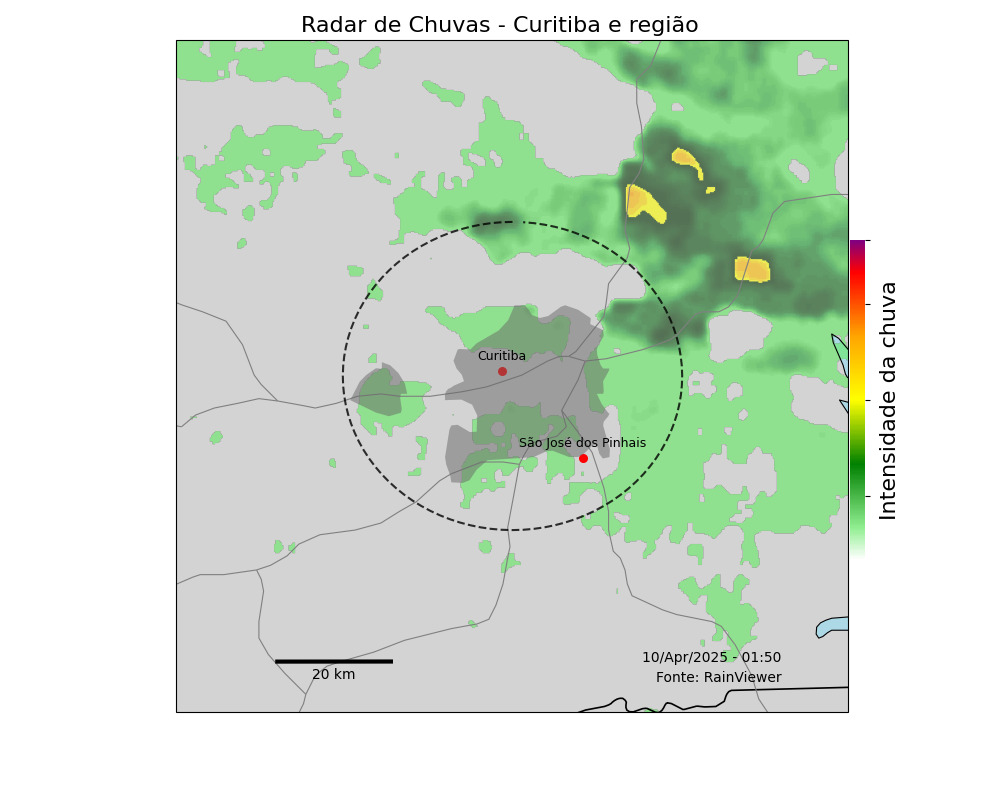 Radar de Chuvas - Curitiba e região
Curitiba
São José dos Pinhais
Intensidade da chuva
10/Apr/2025 - 01:50
Fonte: RainViewer
20 km